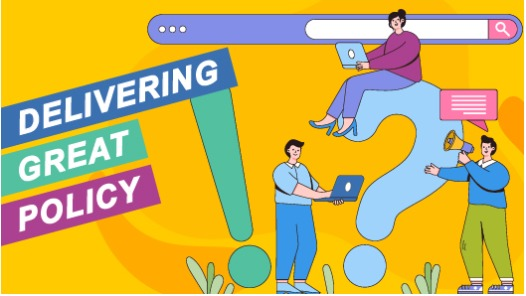 DELIVERING
GREAT
POLICY
!
?